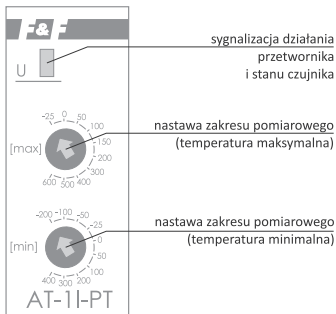 F&F
sygnalizacja działania
przetwornika
i stanu czujnika
U
-25 0 50 100 150 200 300 400 500 600
[max]
nastawa zakresu pomiarowego
(temperatura maksymalna)
-200 -100 -50 -25 0 50 100 200 300 400
[min]
nastawa zakresu pomiarowego
(temperatura minimalna)
AT-1I-PT